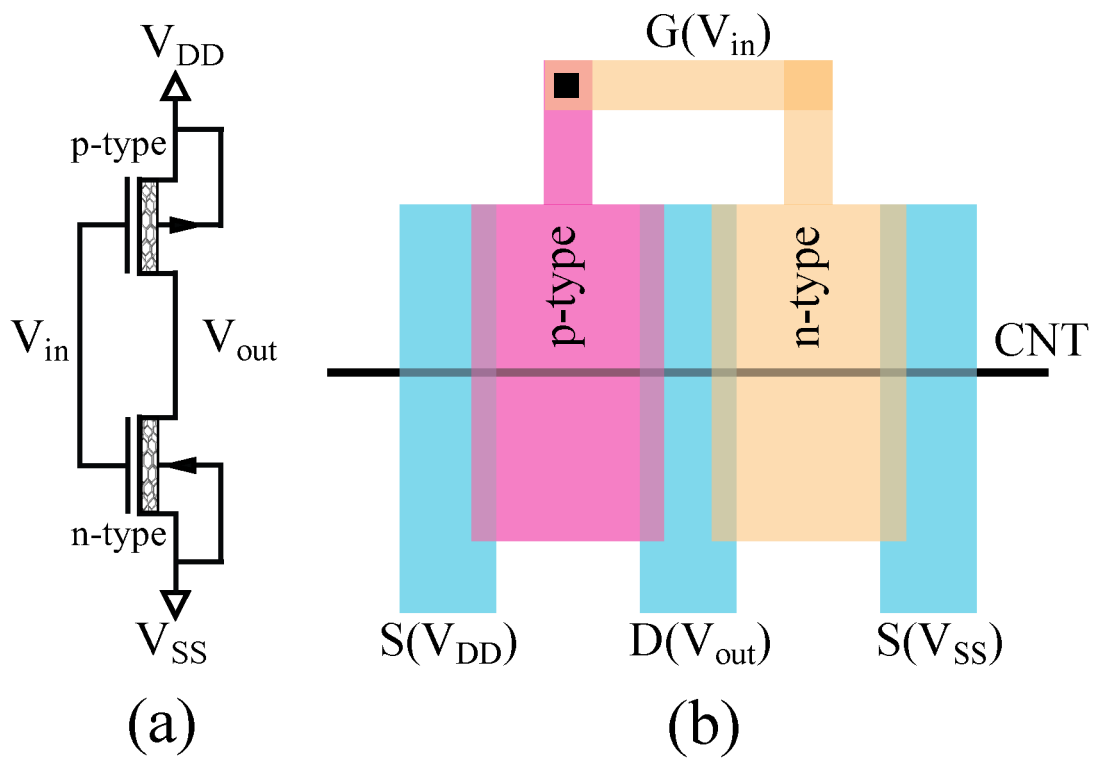 V_DD
p-type
V_in
V_out
n-type
V_SS
(a)
G(V_in)
p-type
n-type
CNT
S(V_DD)
D(V_out)
S(V_SS)
(b)